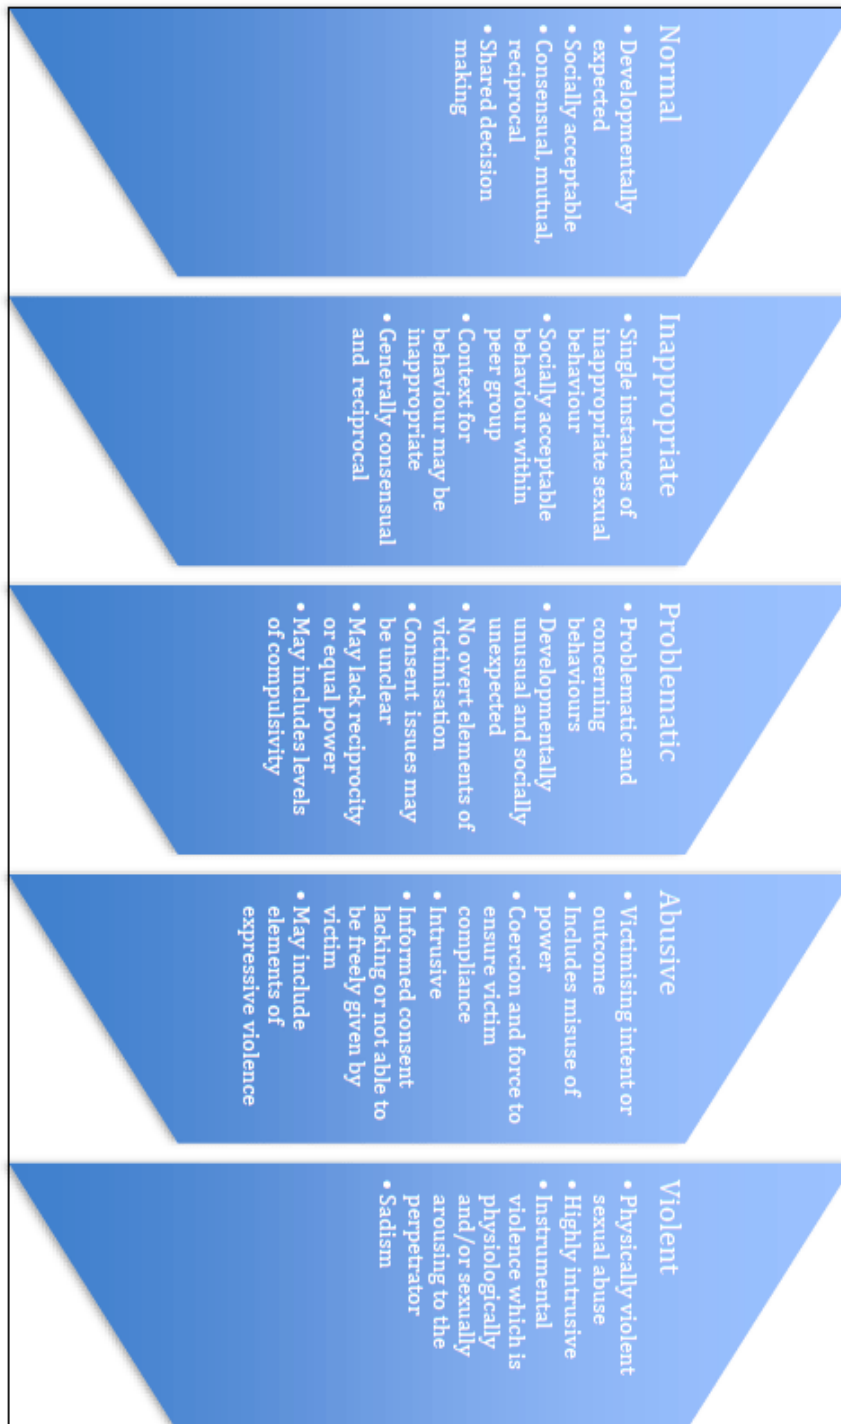 Normal
• Developmentally
expected
• Socially acceptable
• Consensual, mutual,
reciprocal
• Shared decision
making
Inappropriate
• Single instances of
inappropriate sexual
behaviour
• Socially acceptable
behaviour within
peer group
• Context for
behaviour may be
inappropriate
• Generally consensual
and reciprocal
Problematic
• Problematic and
concerning
behaviours
• Developmentally
unusual and socially
unexpected
• No overt elements of
victimisation
• Consent issues may
be unclear
• May lack reciprocity
or equal power
• May includes levels
of compulsivity
Abusive
• Victimising intent or
outcome
• Includes misuse of
power
• Coercion and force to
ensure victim
compliance
• Intrusive
• Informed consent
lacking or not able to
be freely given by
victim
• May include
elements of
expressive violence
Violent
• Physically violent
sexual abuse
• Highly intrusive
• Instrumental
violence which is
physiologically
and/or sexually
arousing to the
perpetrator
• Sadism